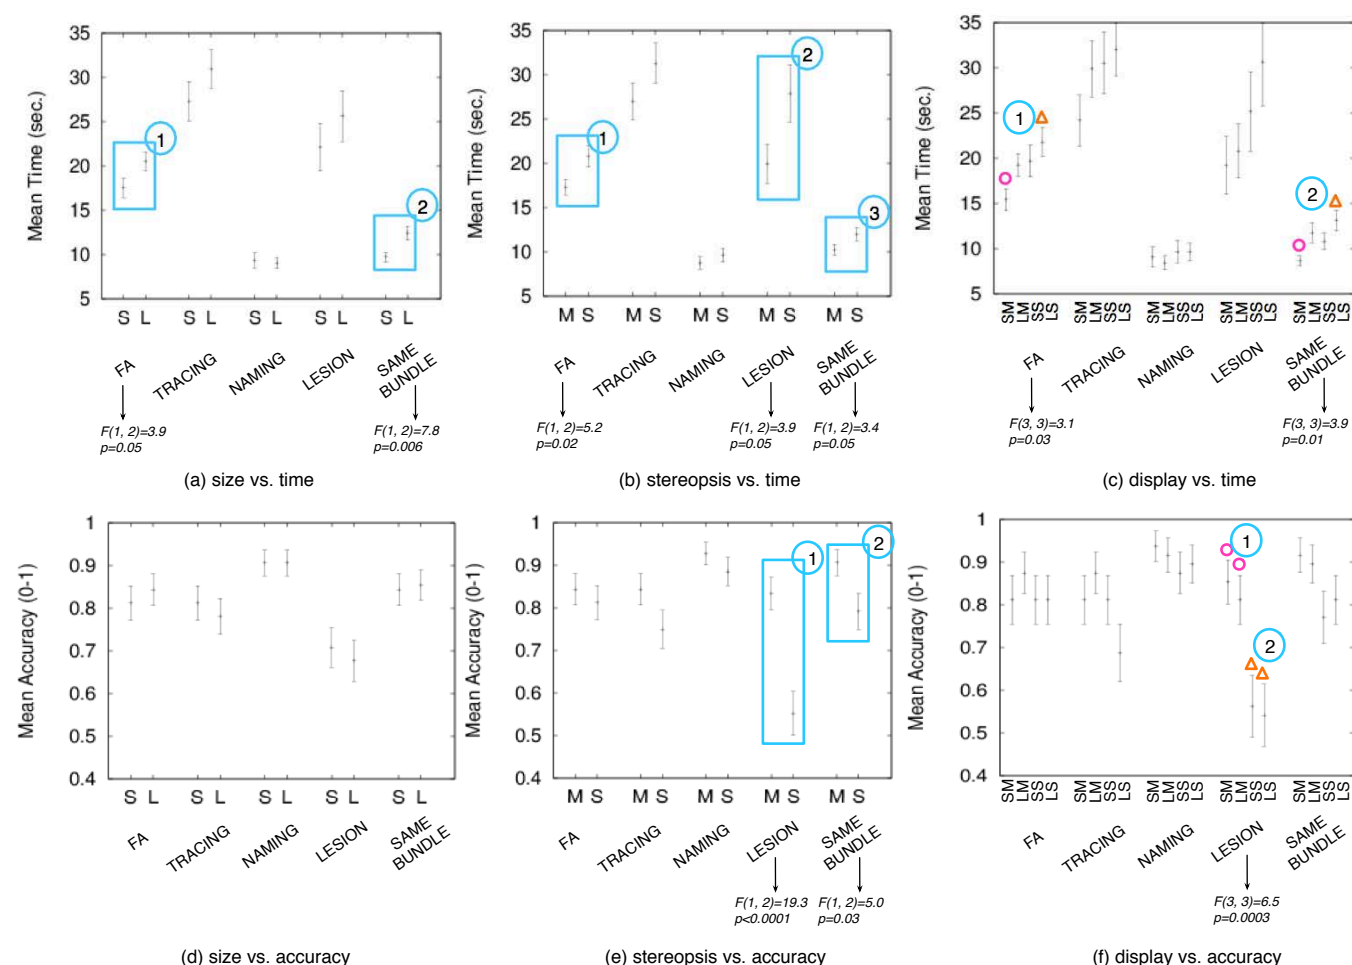 35
30
25
20
15
10
5
Mean Time (sec.)
1
2
S L S L S L S L S L
FA
TRACING
NAMING
LESION
SAME
BUNDLE
F(1, 2)=3.9
p=0.05
F(1, 2)=7.8
p=0.006
(a) size vs. time
35
30
25
20
15
10
5
Mean Time (sec.)
1
2
3
M S M S M S M S M S
FA
TRACING
NAMING
LESION
SAME
BUNDLE
F(1, 2)=5.2
p=0.02
F(1, 2)=3.9
p=0.05
F(1, 2)=3.4
p=0.05
(b) stereopsis vs. time
35
30
25
20
15
10
5
Mean Time (sec.)
1
2
SM LM SS LS SM LM SS LS SM LM SS LS SM LM SS LS SM LM SS LS
FA
TRACING
NAMING
LESION
SAME
BUNDLE
F(3, 3)=3.1
p=0.03
F(3, 3)=3.9
p=0.01
(c) display vs. time
1
0.9
0.8
0.7
0.6
0.5
0.4
Mean Accuracy (0-1)
S L S L S L S L S L
FA
TRACING
NAMING
LESION
SAME
BUNDLE
(d) size vs. accuracy
1
0.9
0.8
0.7
0.6
0.5
0.4
Mean Accuracy (0-1)
1
2
M S M S M S M S M S
FA
TRACING
NAMING
LESION
SAME
BUNDLE
F(1, 2)=19.3
p<0.0001
F(1, 2)=5.0
p=0.03
(e) stereopsis vs. accuracy
1
0.9
0.8
0.7
0.6
0.5
0.4
Mean Accuracy (0-1)
1
2
SM LM SS LS SM LM SS LS SM LM SS LS SM LM SS LS SM LM SS LS
FA
TRACING
NAMING
LESION
SAME
BUNDLE
F(3, 3)=6.5
p=0.0003
(f) display vs. accuracy